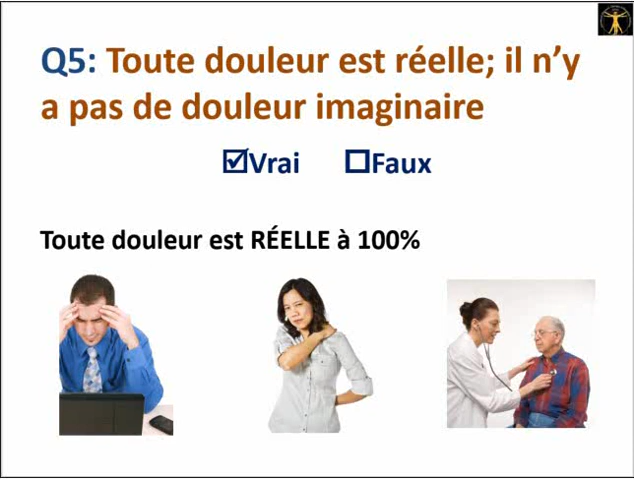 Q5: Toute douleur est réelle; il n’y
a pas de douleur imaginaire
☑Vrai ☐Faux
Toute douleur est RÉELLE à 100%